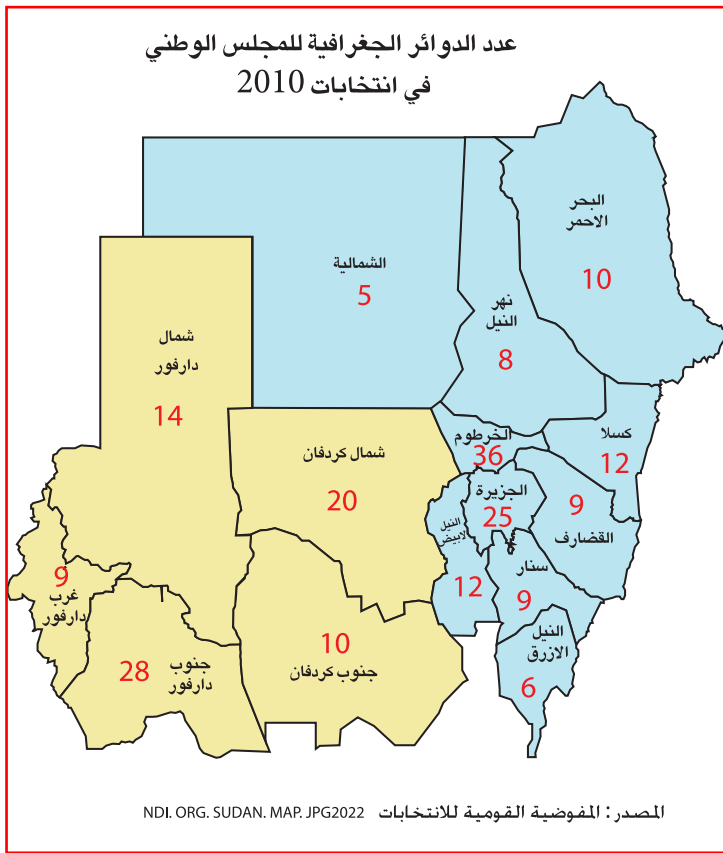 عدد الدوائر الجغرافية للمجلس الوطني
في انتخابات 2010
البحر
الاحمر
10
الشمالية
5
نهر
النيل
8
شمال
دارفور
14
كسلا
12
الخرطوم
36
شمال كردفان
20
الجزيرة
25
9
القضارف
النيل
الابيض
12
سنار
9
9
غرب
دارفور
النيل
الازرق
6
10
جنوب كردفان
28
جنوب
دارفور
المصدر: المفوضية القومية للانتخابات NDI. ORG. SUDAN. MAP. JPG2022